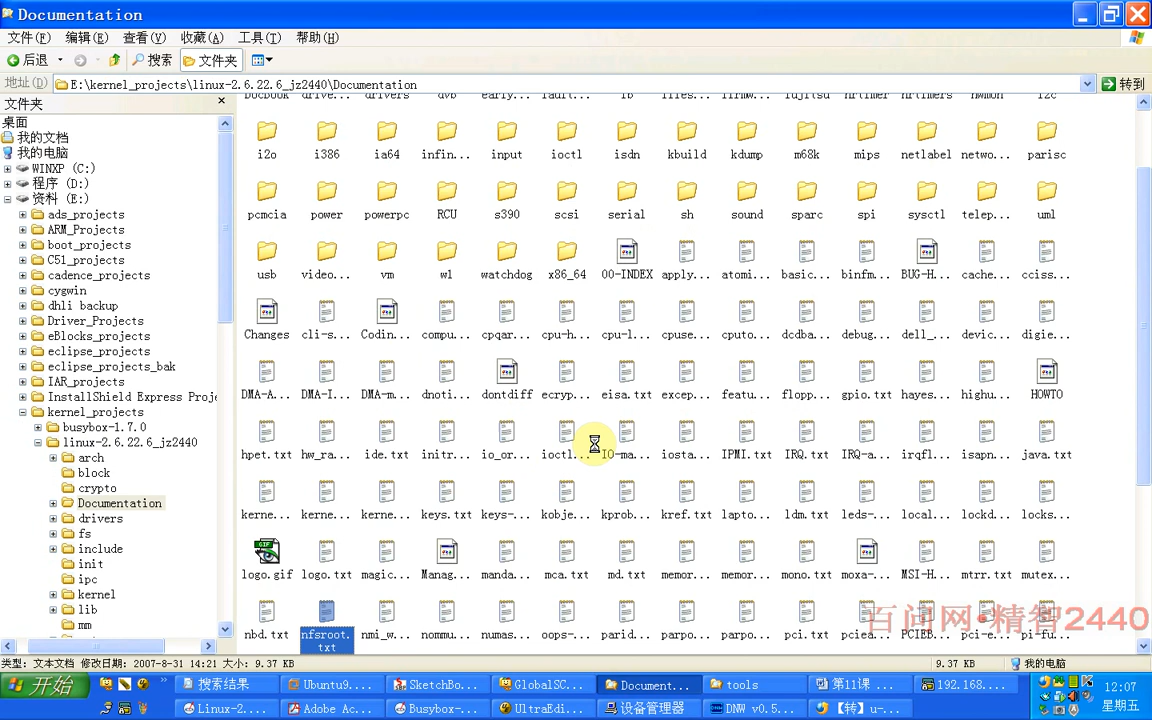 Documentation
文件(F) 编辑(E) 查看(V) 收藏(A) 工具(T) 帮助(H)
后退 搜索 文件夹
地址(D) E:\kernel_projects\linux-2.6.22.6_jz2440\Documentation 转到
文件夹
桌面
我的文档
我的电脑
WINXP (C:)
程序 (D:)
资料 (E:)
ads_projects
ARM_Projects
boot_projects
C51_projects
cadence_projects
cygwin
dhli backup
Driver_Projects
eBlocks_projects
eclipse_projects
eclipse_projects_bak
IAR_projects
InstallShield Express Proje
kernel_projects
busybox-1.7.0
linux-2.6.22.6_jz2440
arch
block
crypto
Documentation
drivers
fs
include
init
ipc
kernel
lib
mm
i2o i386 ia64 infin... input ioctl isdn kbuild kdump m68k mips netlabel netwo... parisc
pcmcia power powerpc RCU s390 scsi serial sh sound sparc spi sysctl telep... uml
usb video... vm w1 watchdog x86_64 00-INDEX apply... atomi... basic... binfm... BUG-H... cache... cciss...
Changes cli-s... Codin... compu... cpqar... cpu-h... cpu-l... cpuse... cputo... dcdba... debug... dell_... devic... digie...
DMA-A... DMA-I... DMA-m... dnoti... dontdiff ecryp... eisa.txt excep... featu... flopp... gpio.txt hayes... highu... HOWTO
hpet.txt hw_ra... ide.txt initr... io_or... ioctl... IO-ma... iosta... IPMI.txt IRQ.txt IRQ-a... irqfl... isapn... java.txt
kerne... kerne... kerne... keys.txt keys-... kobje... kprob... kref.txt lapto... ldm.txt leds-... local... lockd... locks...
logo.gif logo.txt magic... Manag... manda... mca.txt md.txt memor... memor... mono.txt moxa-... MSI-H... mtrr.txt mutex...
nbd.txt nfsroot.txt nmi_w... nommu... numas... oops-... parid... parpo... parpo... pci.txt pciea... PCIEB... pci-e... pi-fu...
百问网·精智2440
类型: 文本文档 修改日期: 2007-8-31 14:21 大小: 9.37 KB 9.37 KB 我的电脑
开始 搜索结果 Ubuntu9.... SketchBo... GlobalSC... Document... tools 第11课 ... 192.168.... 12:07
Linux-2.... Adobe Ac... Busybox-... UltraEdi... 设备管理器 DNW v0.5... 【转】u-... 星期五